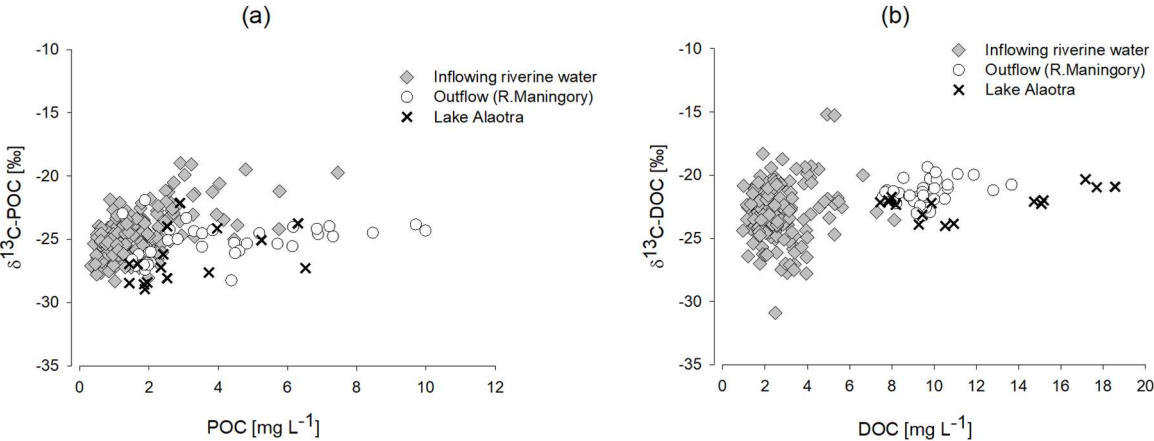 (a)
-10
-15
-20
-25
-30
-35
δ13C-POC [‰]
0 2 4 6 8 10 12
POC [mg L-1]
Inflowing riverine water
Outflow (R.Maningory)
Lake Alaotra
(b)
-10
-15
-20
-25
-30
-35
δ13C-DOC [‰]
0 2 4 6 8 10 12 14 16 18 20
DOC [mg L-1]
Inflowing riverine water
Outflow (R.Maningory)
Lake Alaotra